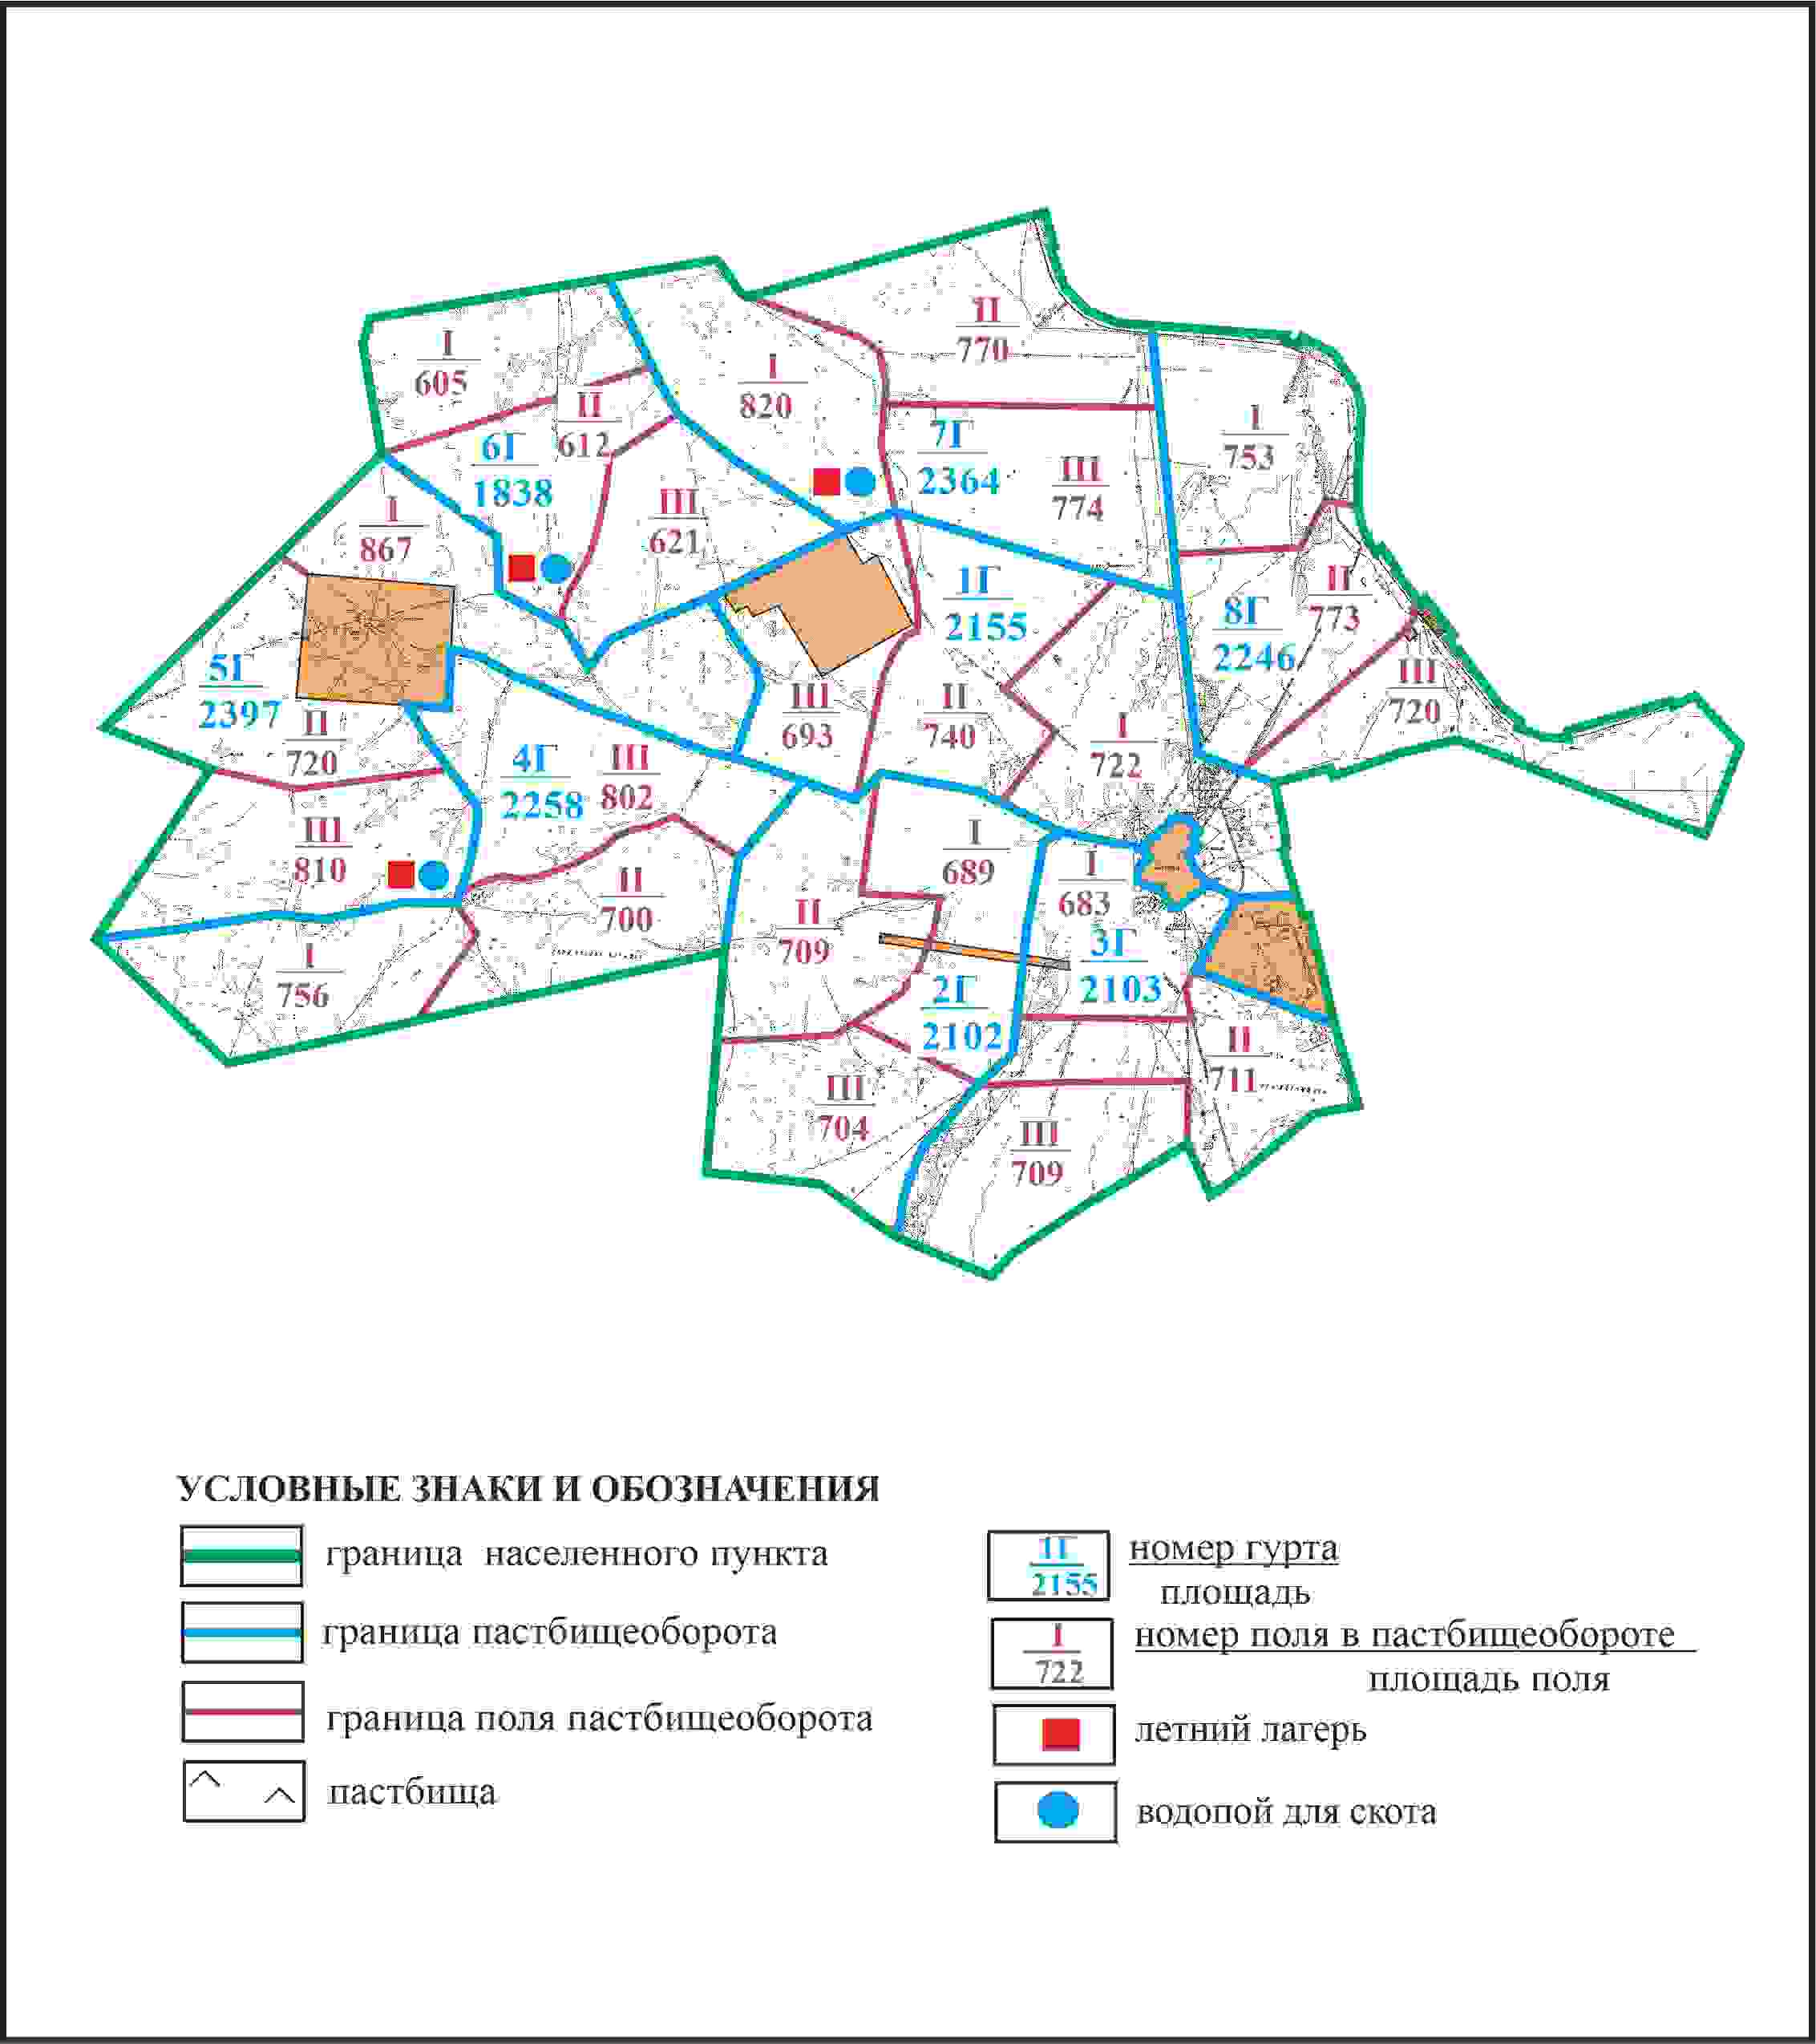 II
770
I
605
I
820
II
612
7Г
2364
I
753
6Г
1838
III
774
III
621
I
867
1Г
2155
II
773
8Г
2246
5Г
2397
II
720
III
693
II
740
III
720
I
722
4Г
2258
III
802
III
810
I
689
I
683
II
700
II
709
3Г
2103
I
756
2Г
2102
II
711
III
704
III
709
УСЛОВНЫЕ ЗНАКИ И ОБОЗНАЧЕНИЯ
граница населенного пункта
граница пастбищеоборота
граница поля пастбищеоборота
пастбища
1Г
2155
номер гурта
площадь
I
722
номер поля в пастбищеобороте
площадь поля
летний лагерь
водопой для скота